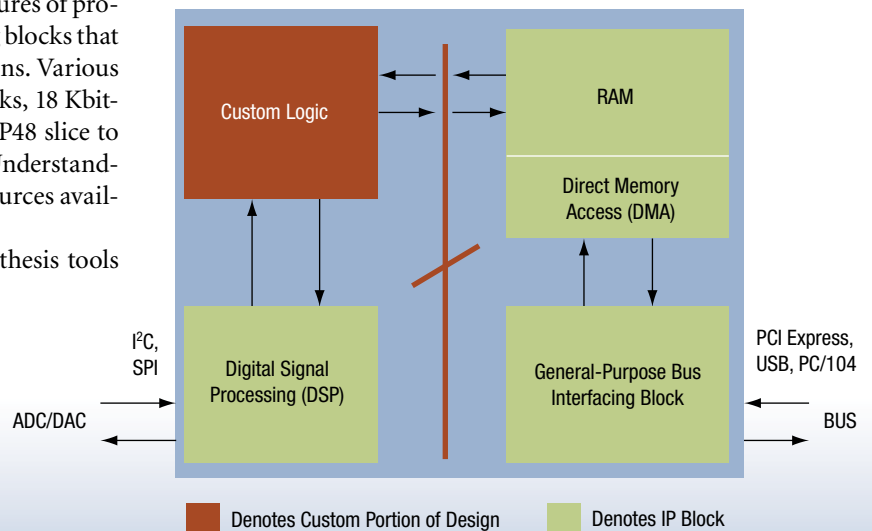 ures of pro-
blocks that
ns. Various
ks, 18 Kbit-
P48 slice to
Understand-
urces avail-
thesis tools
Custom Logic
RAM
Direct Memory
Access (DMA)
I²C,
SPI
ADC/DAC
Digital Signal
Processing (DSP)
General-Purpose Bus
Interfacing Block
PCI Express,
USB, PC/104
BUS
Denotes Custom Portion of Design
Denotes IP Block